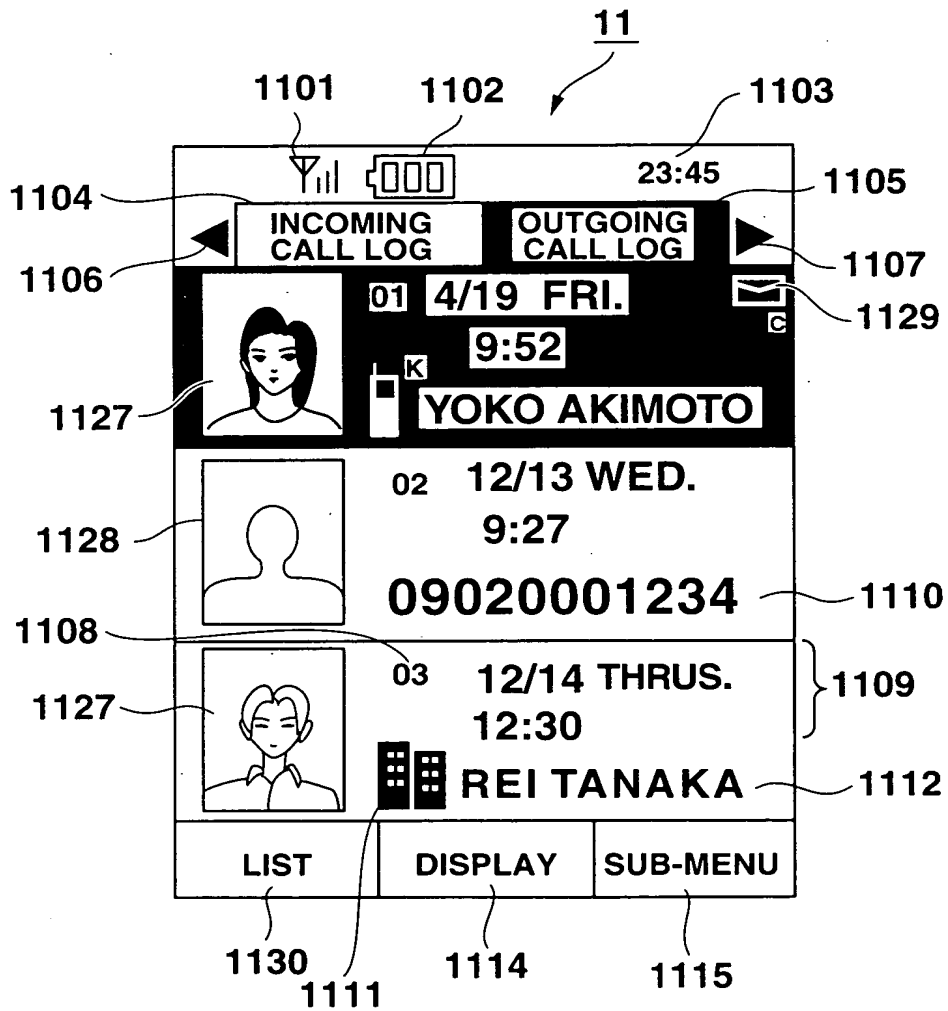 11
1101
1102
1103
23:45
1104
1105
INCOMING
CALL LOG
OUTGOING
CALL LOG
1106
1107
01
4/19 FRI.
1129
C
9:52
K
YOKO AKIMOTO
1127
02
12/13 WED.
9:27
1128
09020001234
1110
1108
03
12/14 THRUS.
1109
1127
12:30
REI TANAKA
1112
LIST
DISPLAY
SUB-MENU
1130
1111
1114
1115